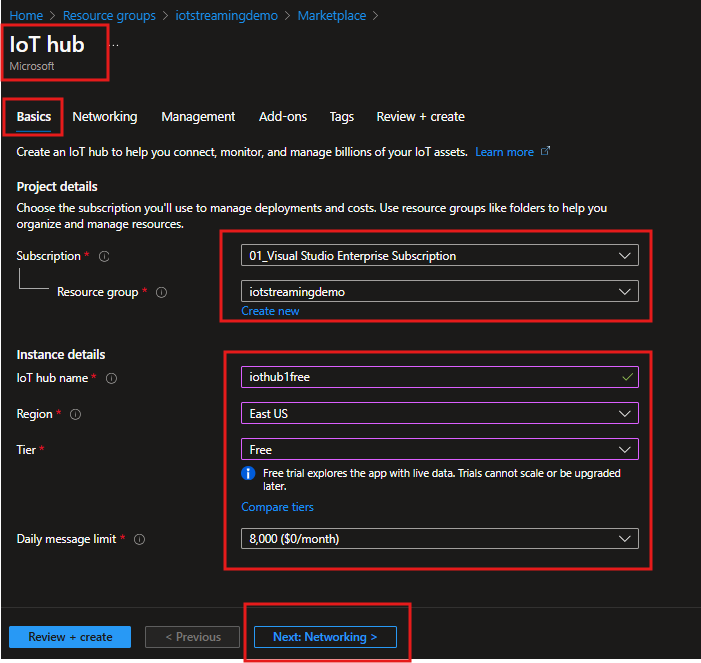 Home > Resource groups > iotstreamingdemo > Marketplace >
IoT hub ...
Microsoft
Basics Networking Management Add-ons Tags Review + create
Create an IoT hub to help you connect, monitor, and manage billions of your IoT assets. Learn more
Project details
Choose the subscription you'll use to manage deployments and costs. Use resource groups like folders to help you
organize and manage resources.
Subscription * 01_Visual Studio Enterprise Subscription
Resource group * iotstreamingdemo
Create new
Instance details
IoT hub name * iothub1free
Region * East US
Tier * Free
Free trial explores the app with live data. Trials cannot scale or be upgraded
later.
Compare tiers
Daily message limit * 8,000 ($0/month)
Review + create < Previous Next: Networking >